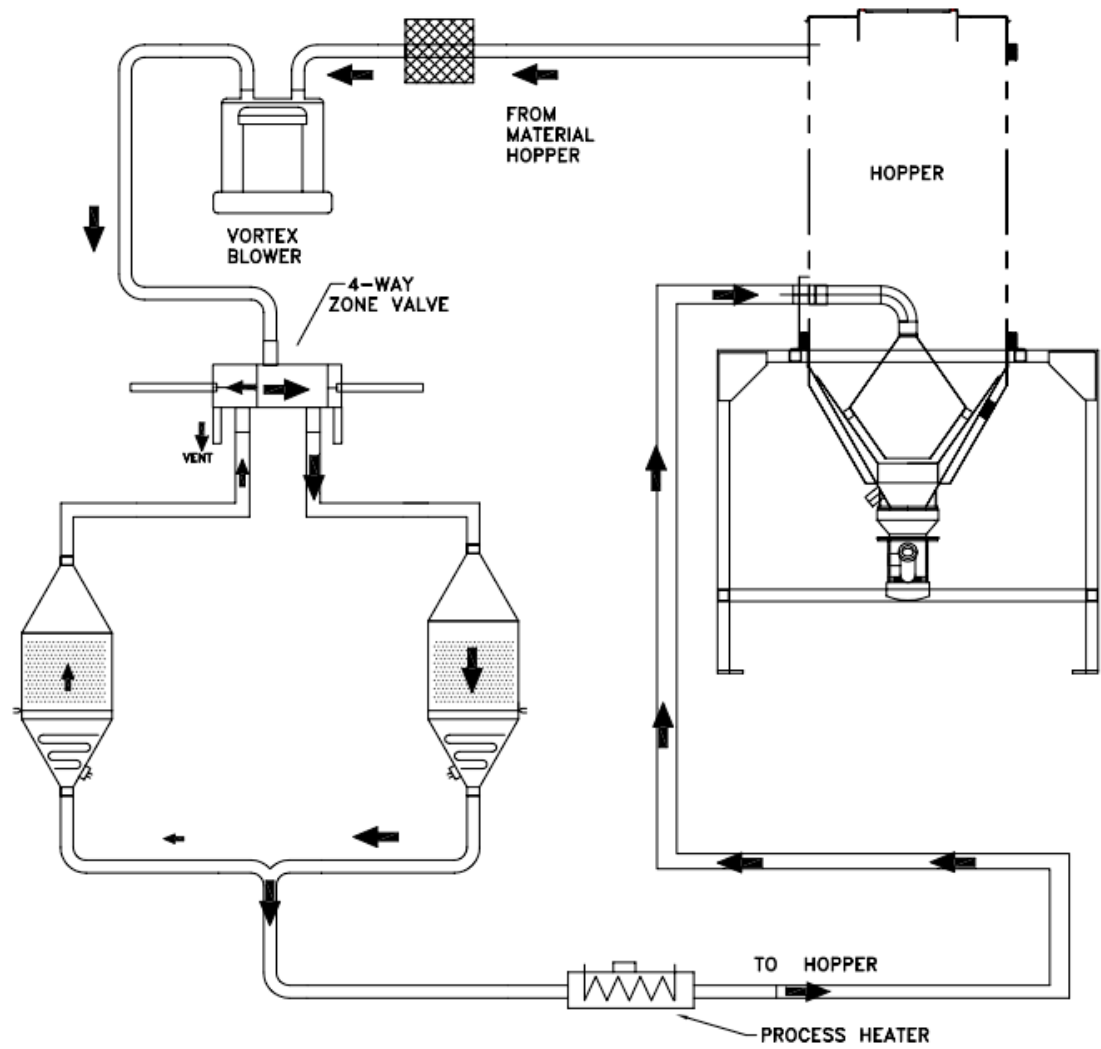 FROM
MATERIAL
HOPPER
HOPPER
VORTEX
BLOWER
4-WAY
ZONE VALVE
VENT
TO HOPPER
PROCESS HEATER